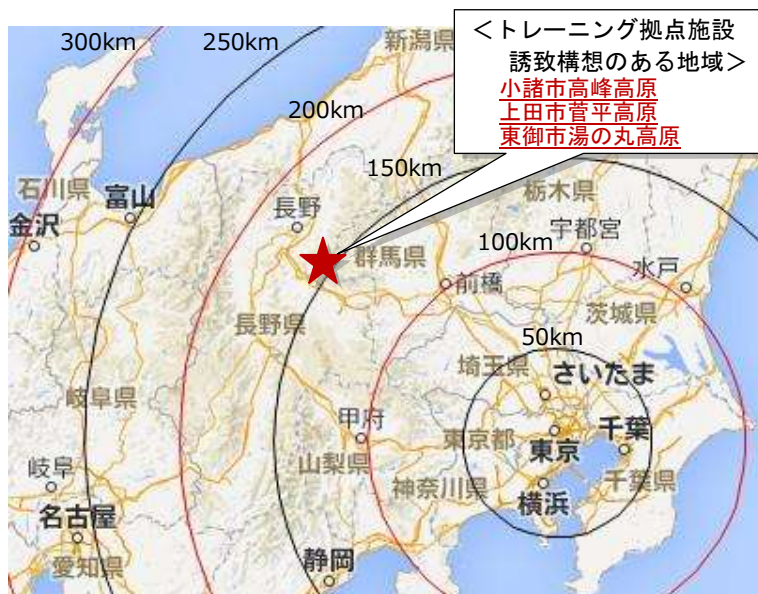 ＜トレーニング拠点施設
誘致構想のある地域＞
小諸市高峰高原
上田市菅平高原
東御市湯の丸高原
300km
250km
新潟県
200km
150km
石川県
富山
栃木県
長野
金沢
宇都宮
100km
群馬県
前橋
水戸
茨城県
長野県
50km
埼玉県
さいたま
岐阜県
甲府
東京都
東京
千葉
山梨県
岐阜
神奈川県
千葉県
横浜
名古屋
静岡
愛知県